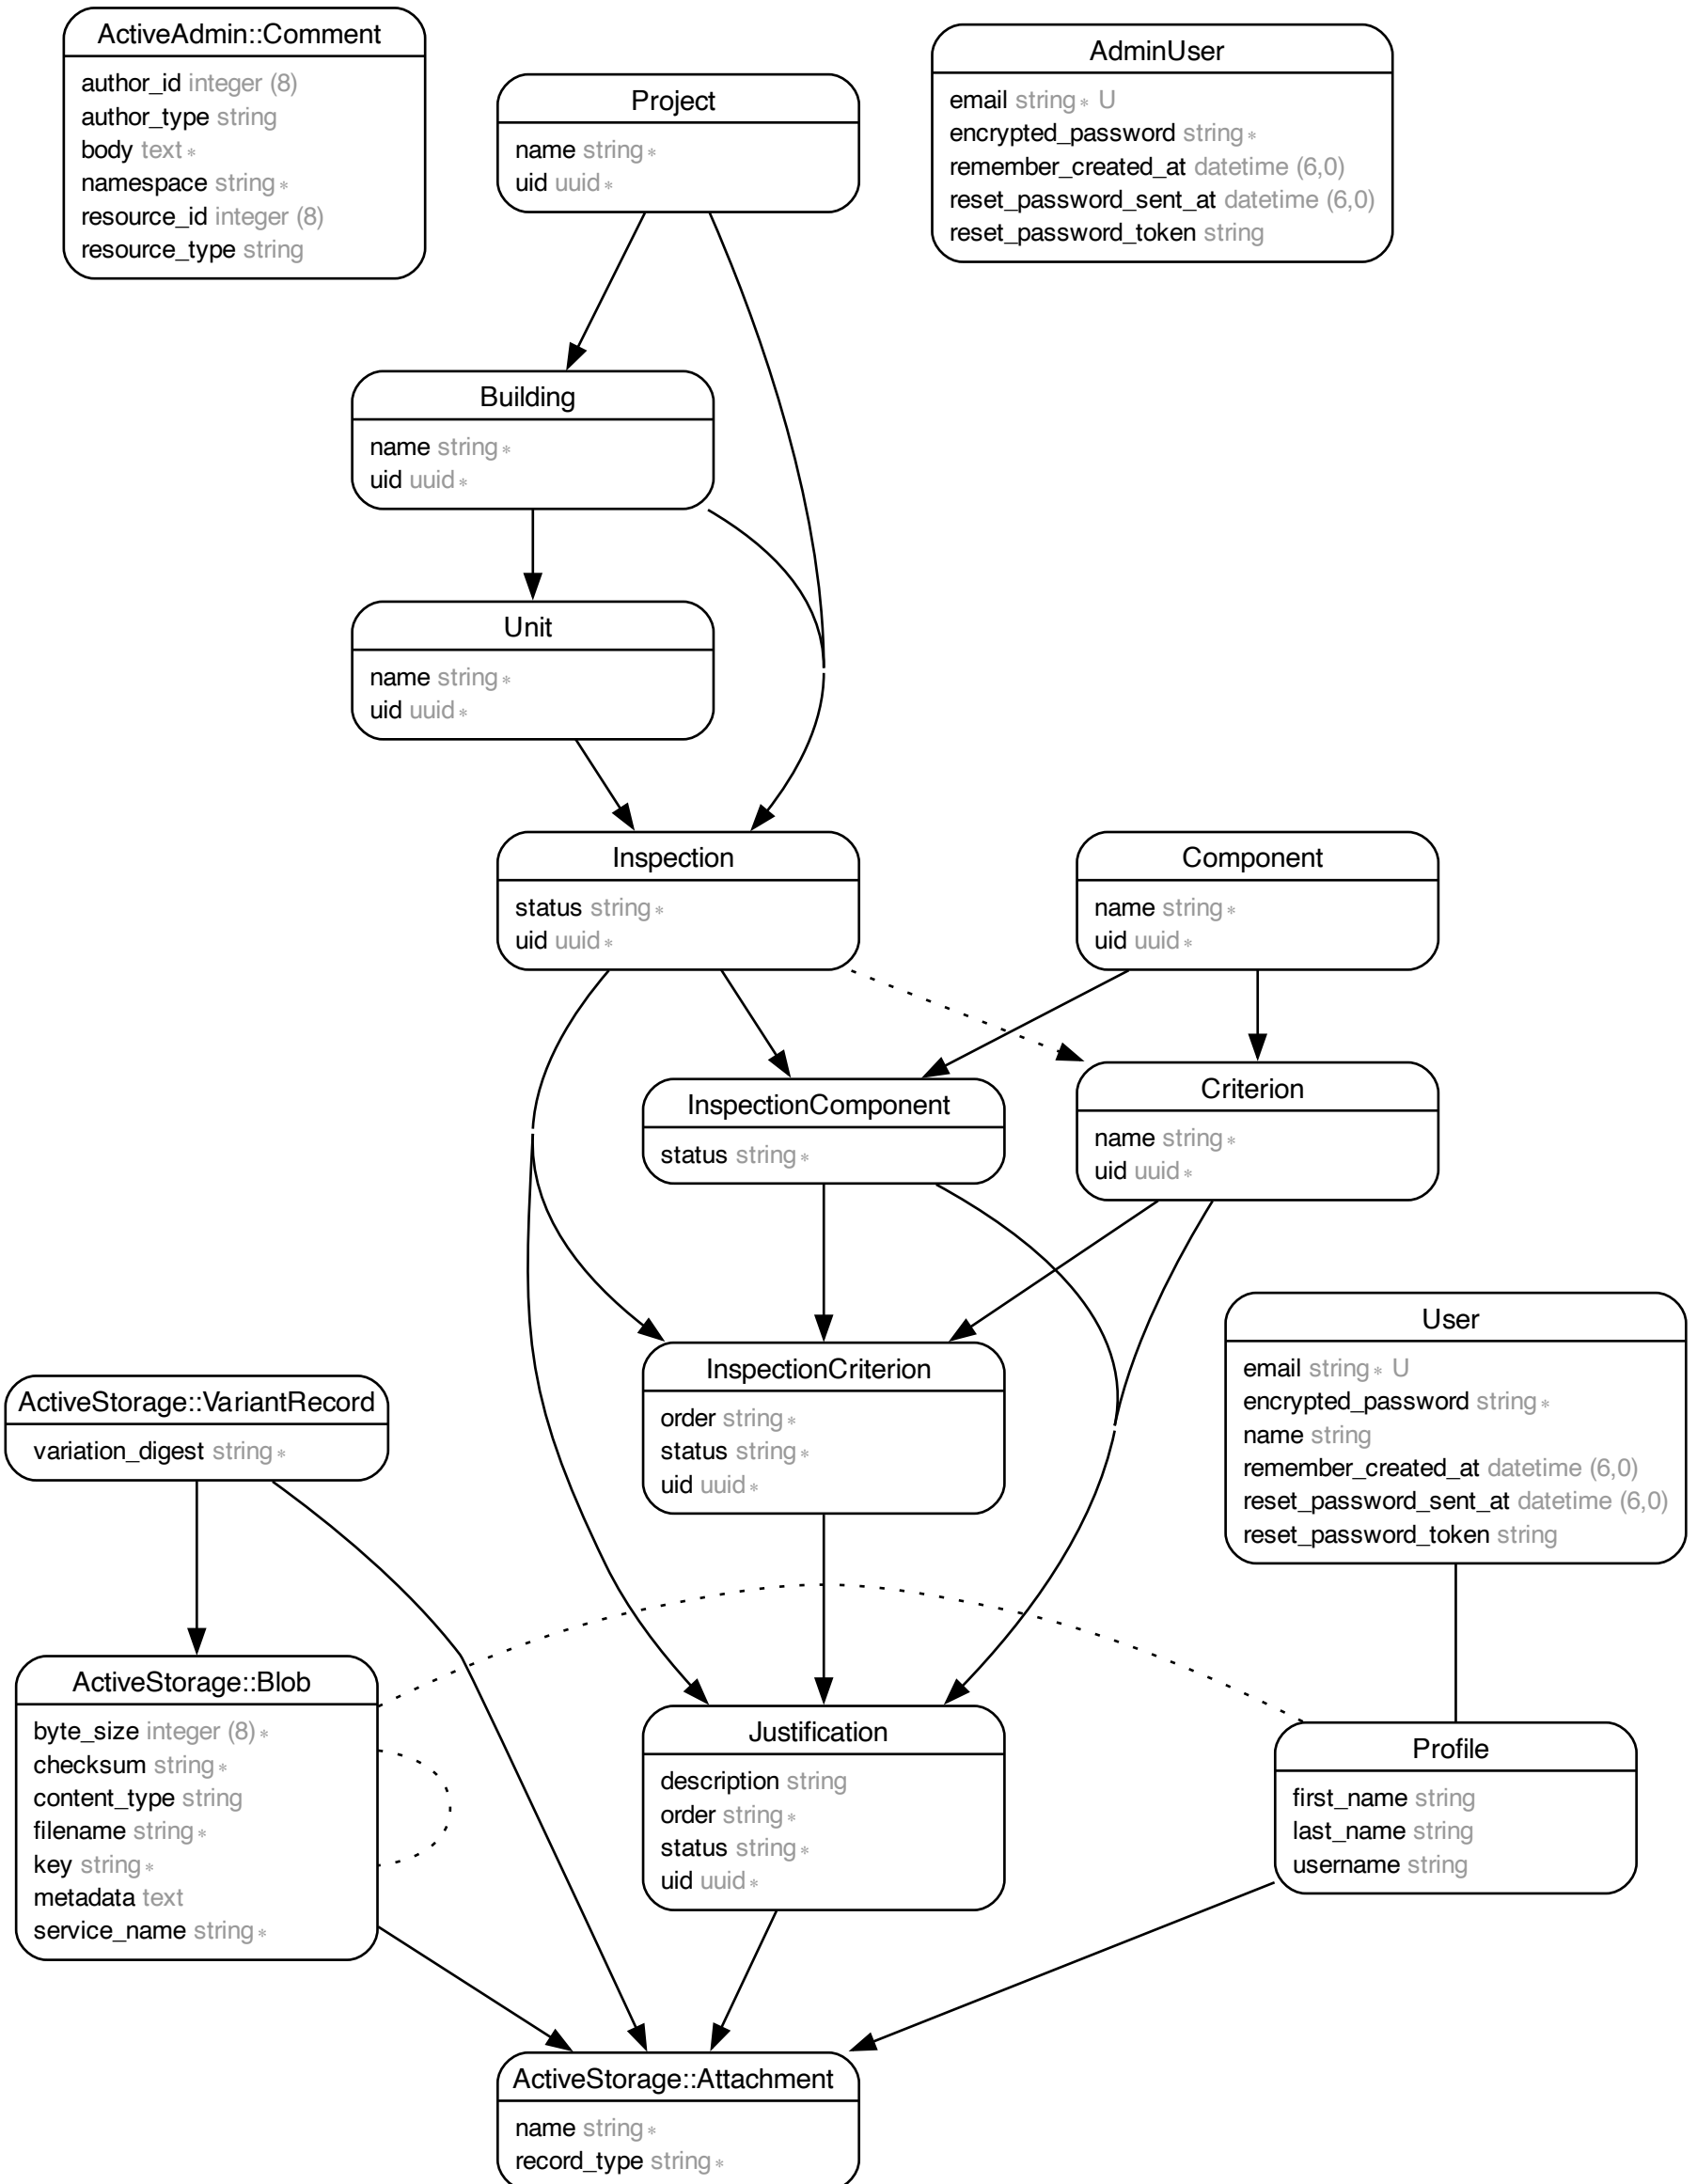 ActiveAdmin::Comment
author_id integer (8)
author_type string
body text *
namespace string *
resource_id integer (8)
resource_type string
Project
name string *
uid uuid *
AdminUser
email string * U
encrypted_password string *
remember_created_at datetime (6,0)
reset_password_sent_at datetime (6,0)
reset_password_token string
Building
name string *
uid uuid *
Unit
name string *
uid uuid *
Inspection
status string *
uid uuid *
Component
name string *
uid uuid *
InspectionComponent
status string *
Criterion
name string *
uid uuid *
InspectionCriterion
order string *
status string *
uid uuid *
User
email string * U
encrypted_password string *
name string
remember_created_at datetime (6,0)
reset_password_sent_at datetime (6,0)
reset_password_token string
ActiveStorage::VariantRecord
variation_digest string *
ActiveStorage::Blob
byte_size integer (8) *
checksum string *
content_type string
filename string *
key string *
metadata text
service_name string *
Justification
description string
order string *
status string *
uid uuid *
Profile
first_name string
last_name string
username string
ActiveStorage::Attachment
name string *
record_type string *